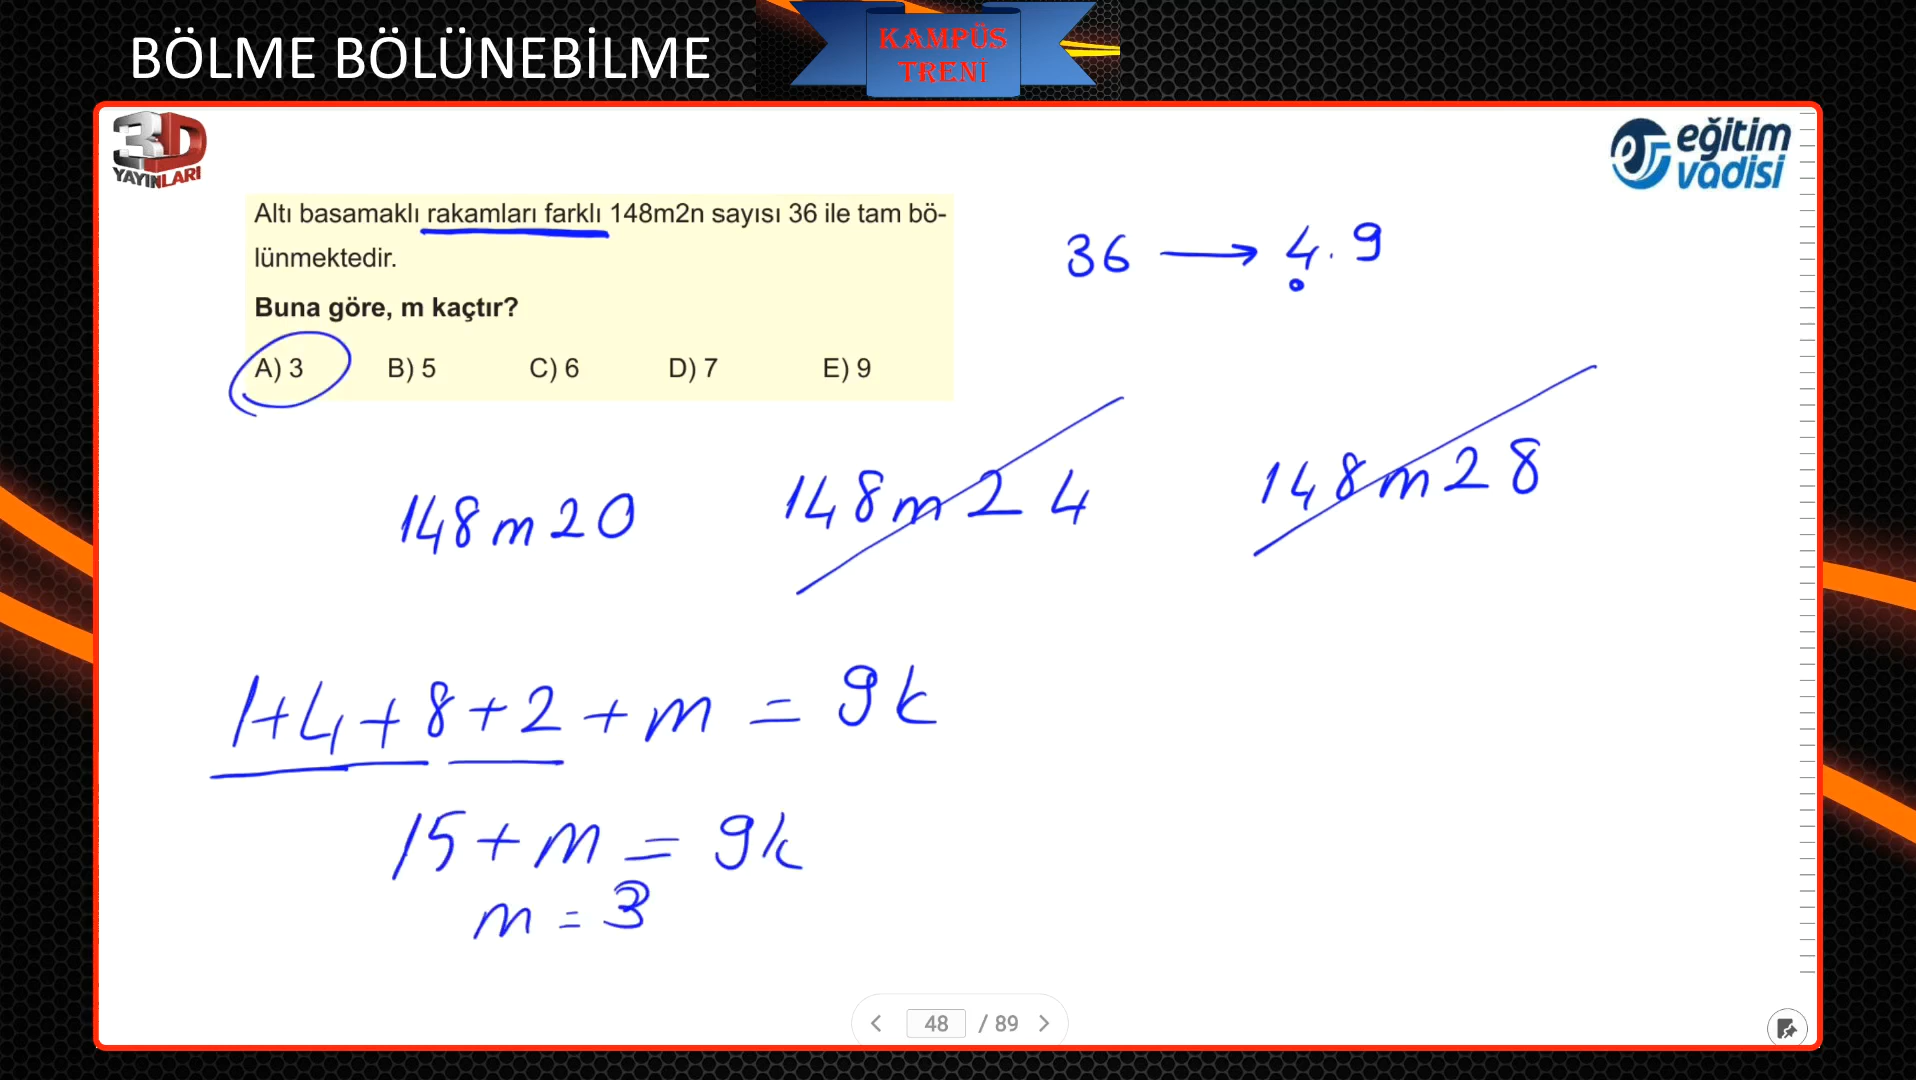 BÖLME BÖLÜNEBİLME
KAMPÜS
TRENİ
3D
YAYINLARI
eğitim
vadisi
Altı basamaklı rakamları farklı 148m2n sayısı 36 ile tam bö-
lünmektedir.
Buna göre, m kaçtır?
A) 3 B) 5 C) 6 D) 7 E) 9
36 → 4.9
148m20 148m24 148m28
1+4+8+2+m = 9k
15+m = 9k
m = 3
48 / 89